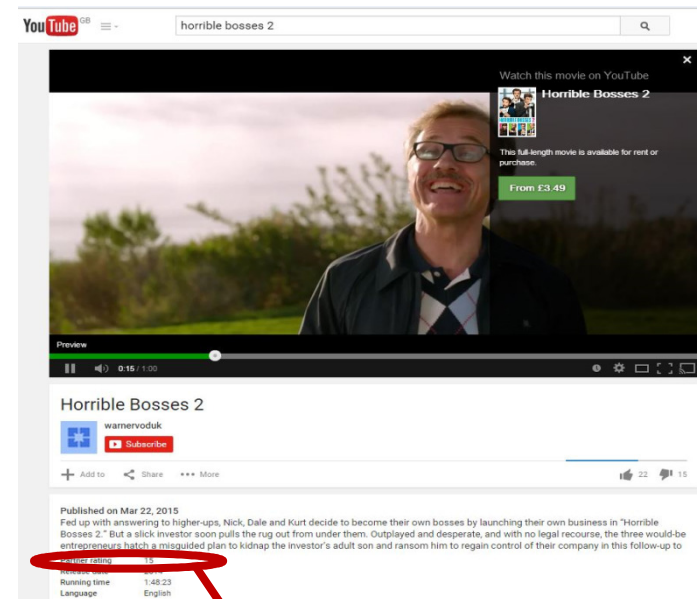 YouTube GB
horrible bosses 2
Watch this movie on YouTube
Horrible Bosses 2
This full-length movie is available for rent or
purchase.
From £3.49
Preview
0:15 / 1:00
Horrible Bosses 2
warnervoduk
Subscribe
Add to Share More
22 15
Published on Mar 22, 2015
Fed up with answering to higher-ups, Nick, Dale and Kurt decide to become their own bosses by launching their own business in "Horrible
Bosses 2." But a slick investor soon pulls the rug out from under them. Outplayed and desperate, and with no legal recourse, the three would-be
entrepreneurs hatch a misguided plan to kidnap the investor's adult son and ransom him to regain control of their company in this follow-up to
Partner rating 15
Release date 2014
Running time 1:48:23
Language English